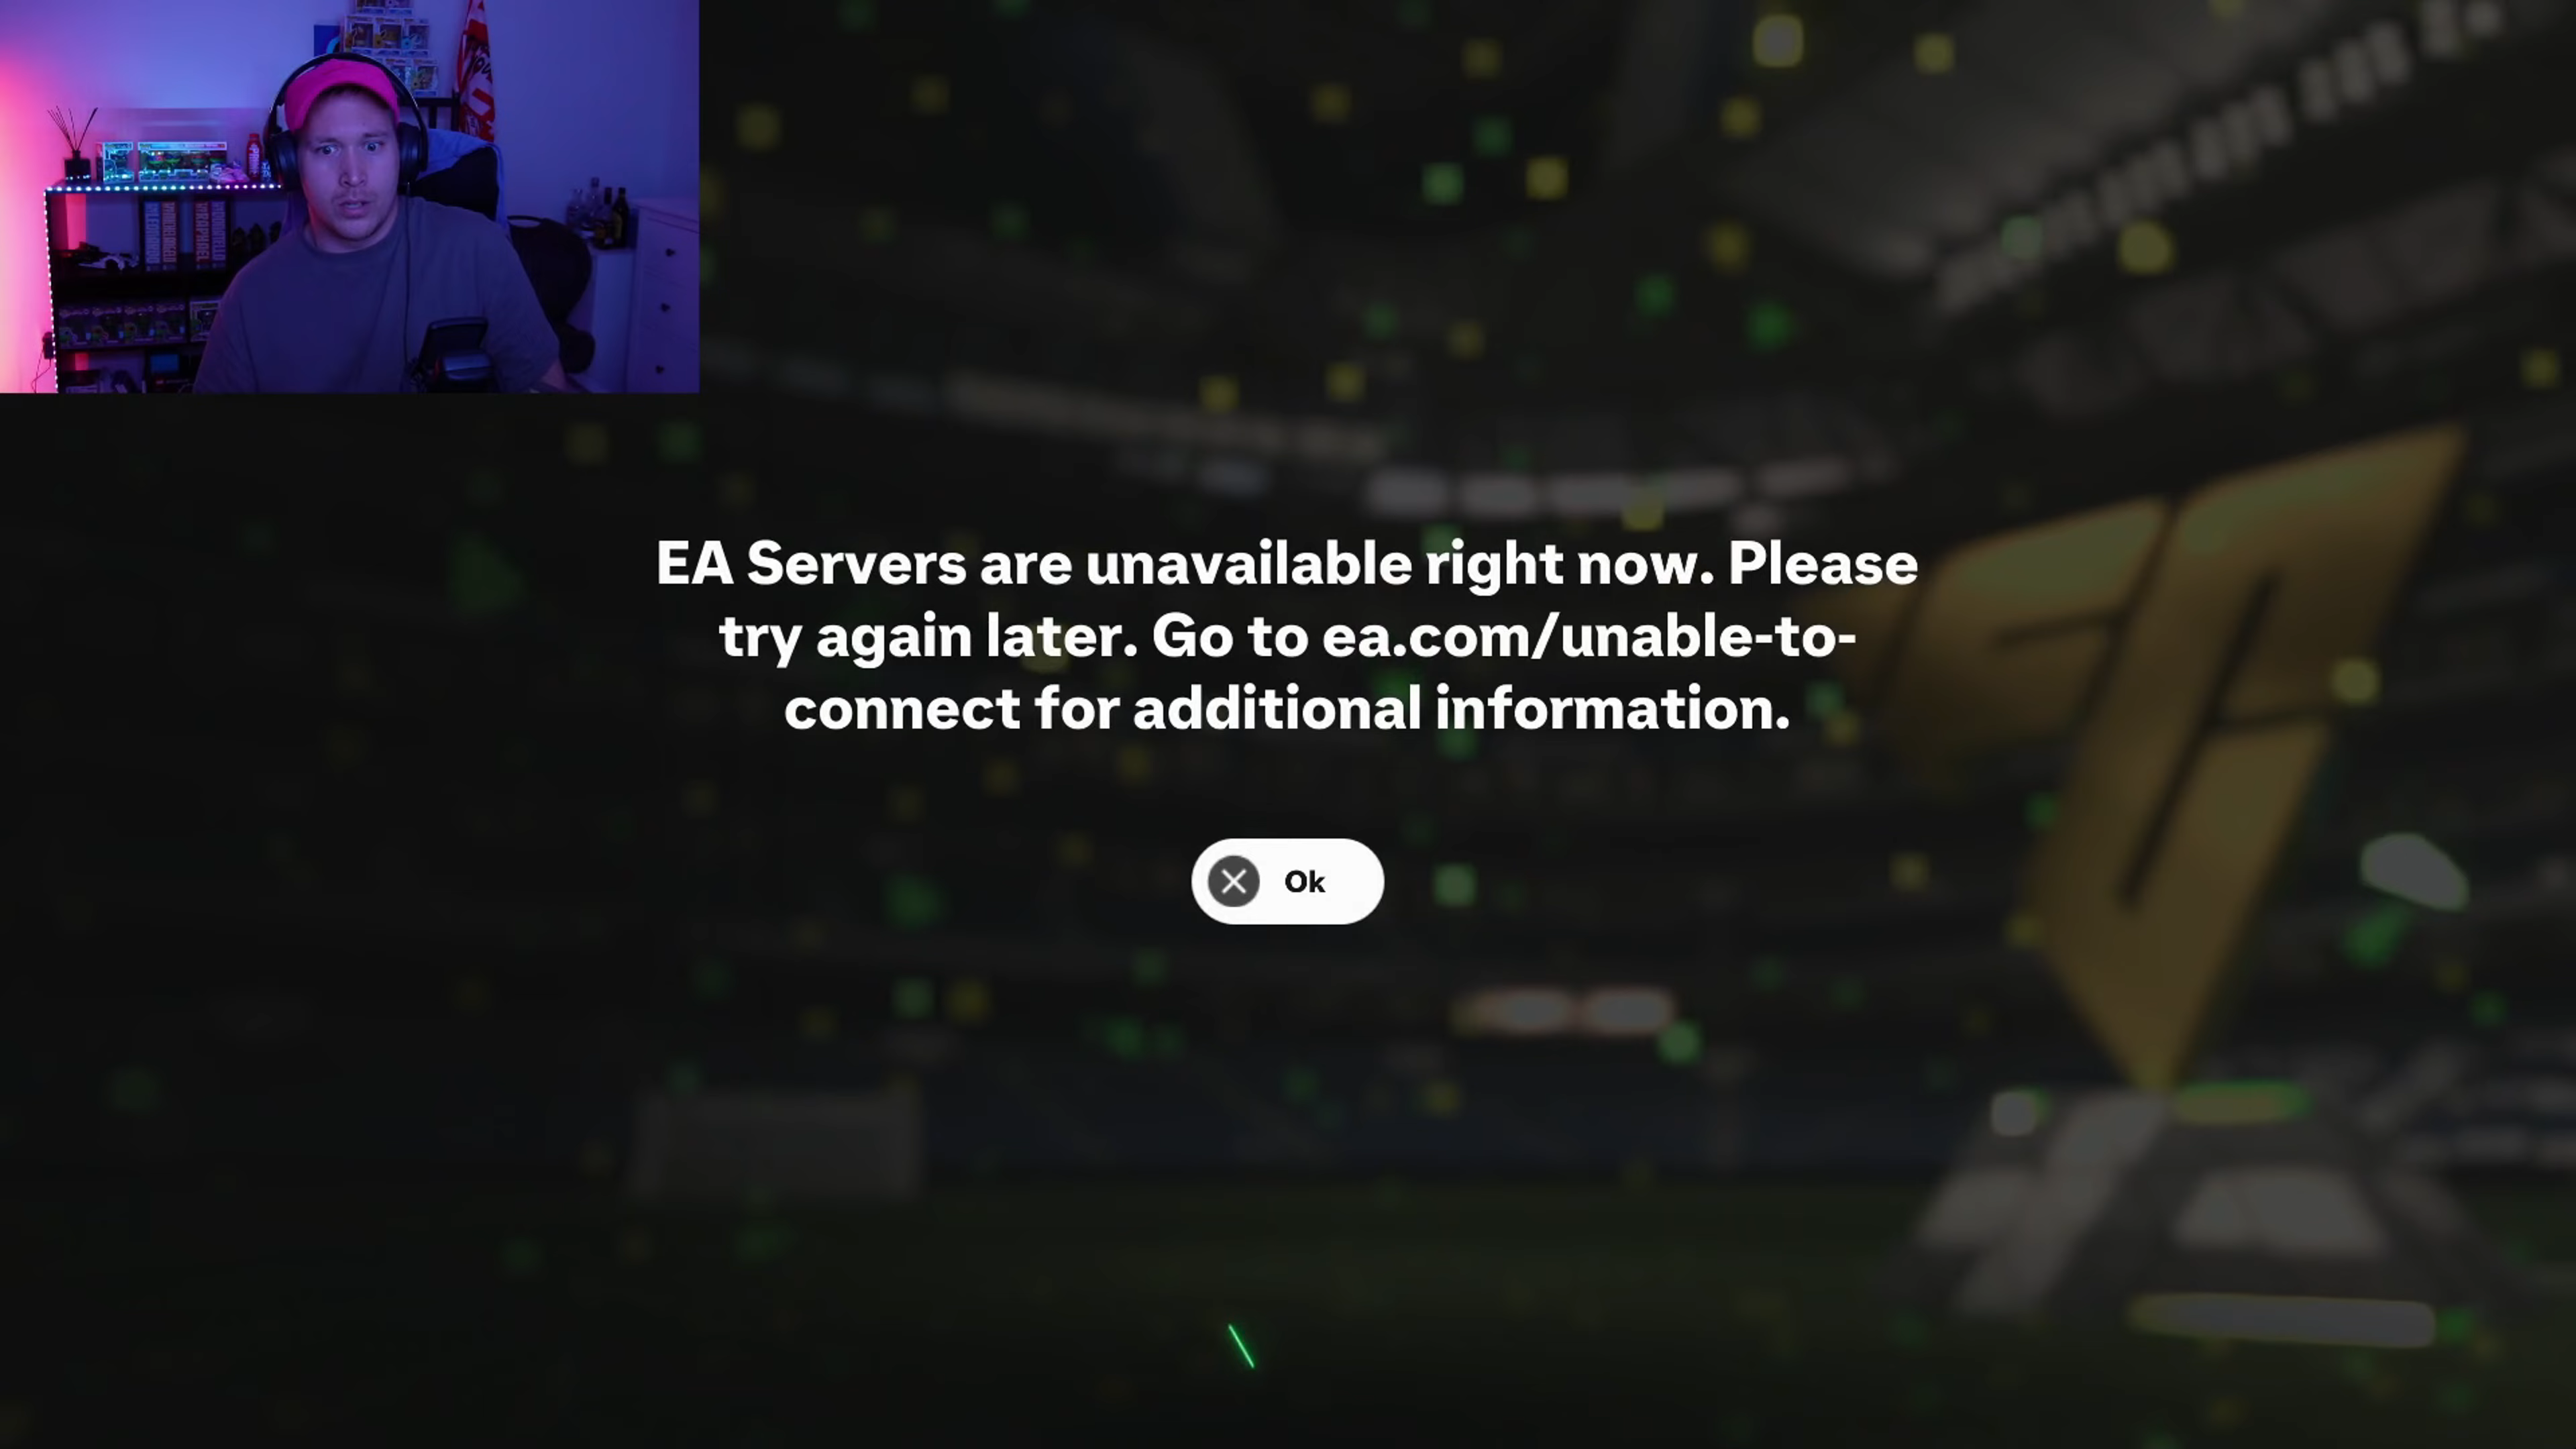 EA Servers are unavailable right now. Please
try again later. Go to ea.com/unable-to-
connect for additional information.
Ok